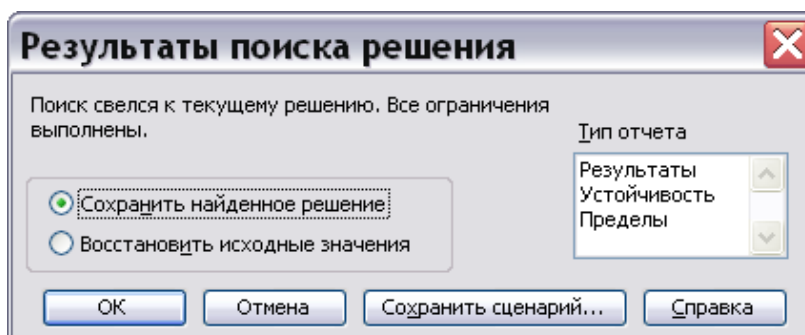 Результаты поиска решения
Поиск свелся к текущему решению. Все ограничения
выполнены.
Тип отчета
Результаты
Устойчивость
Пределы
Сохранить найденное решение
Восстановить исходные значения
ОК
Отмена
Сохранить сценарий...
Справка